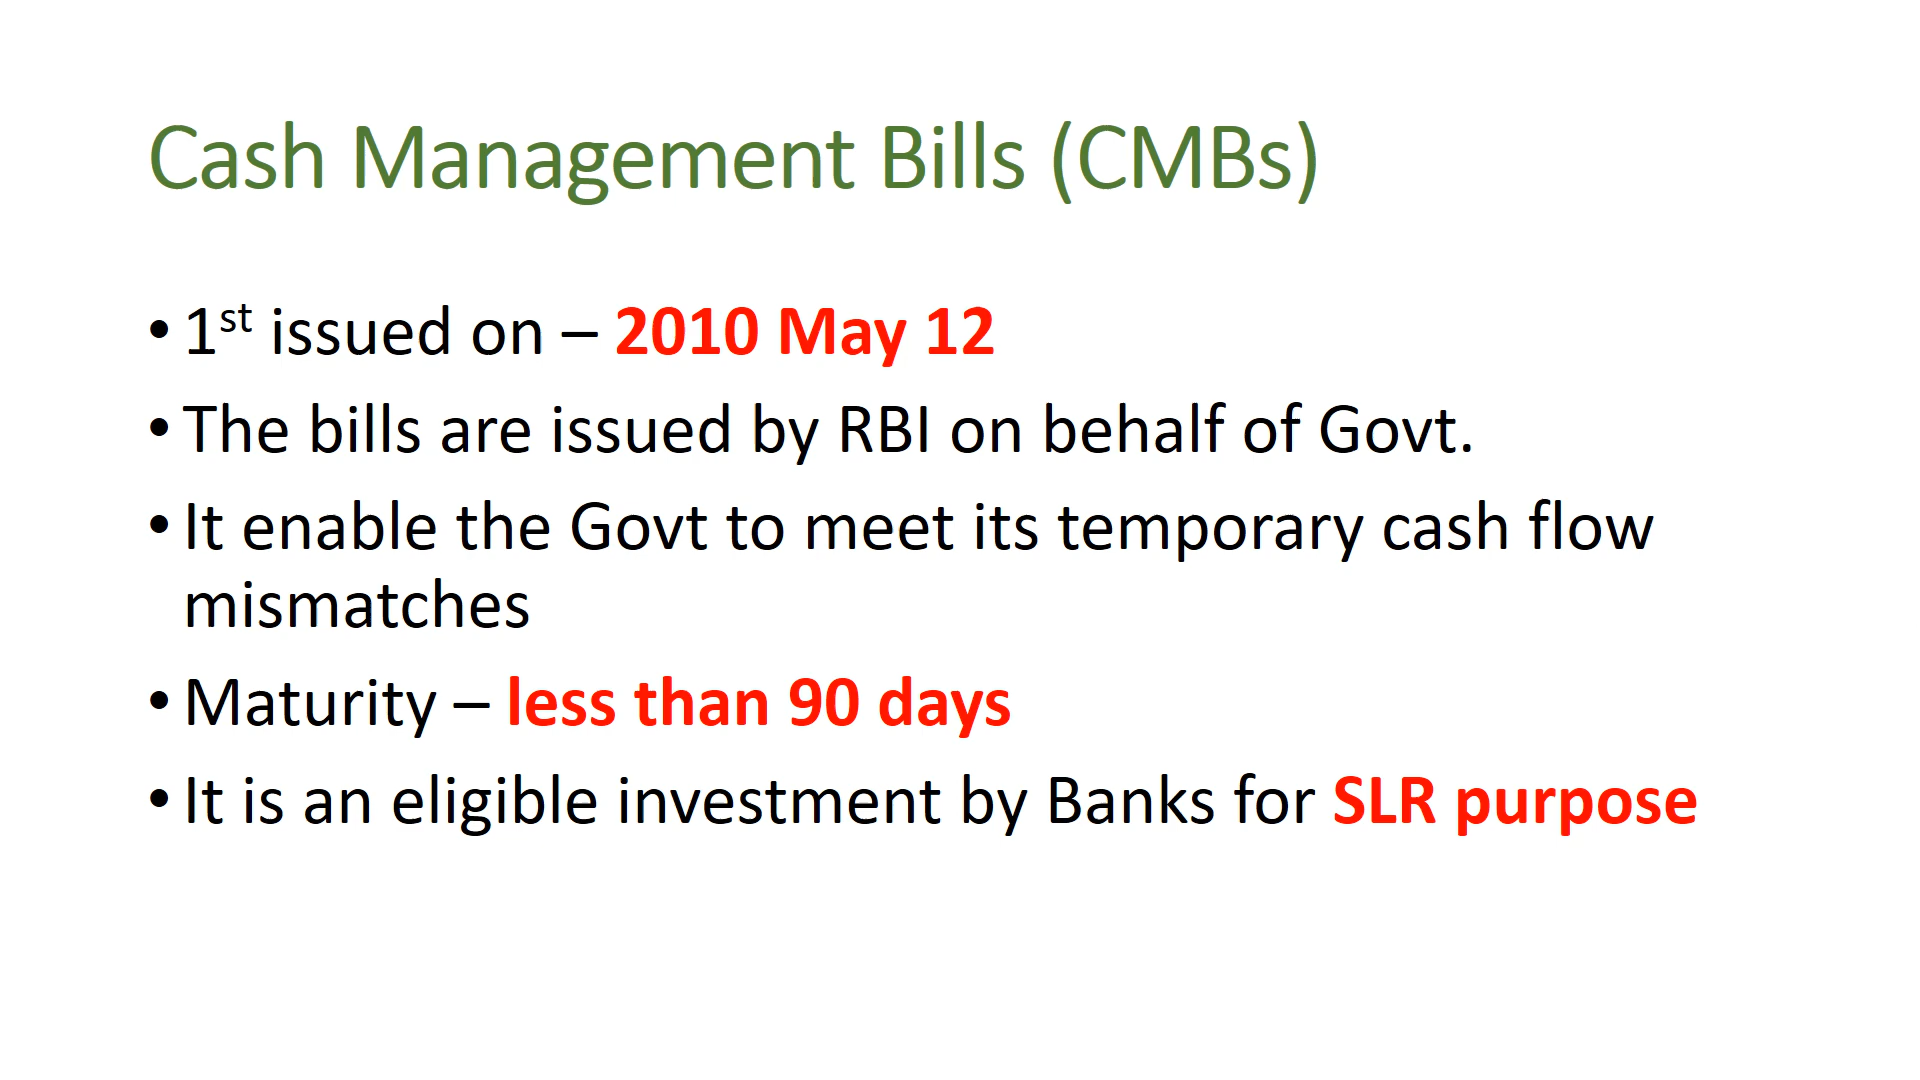 Cash Management Bills (CMBs)
• 1st issued on – 2010 May 12
• The bills are issued by RBI on behalf of Govt.
• It enable the Govt to meet its temporary cash flow
mismatches
• Maturity – less than 90 days
• It is an eligible investment by Banks for SLR purpose